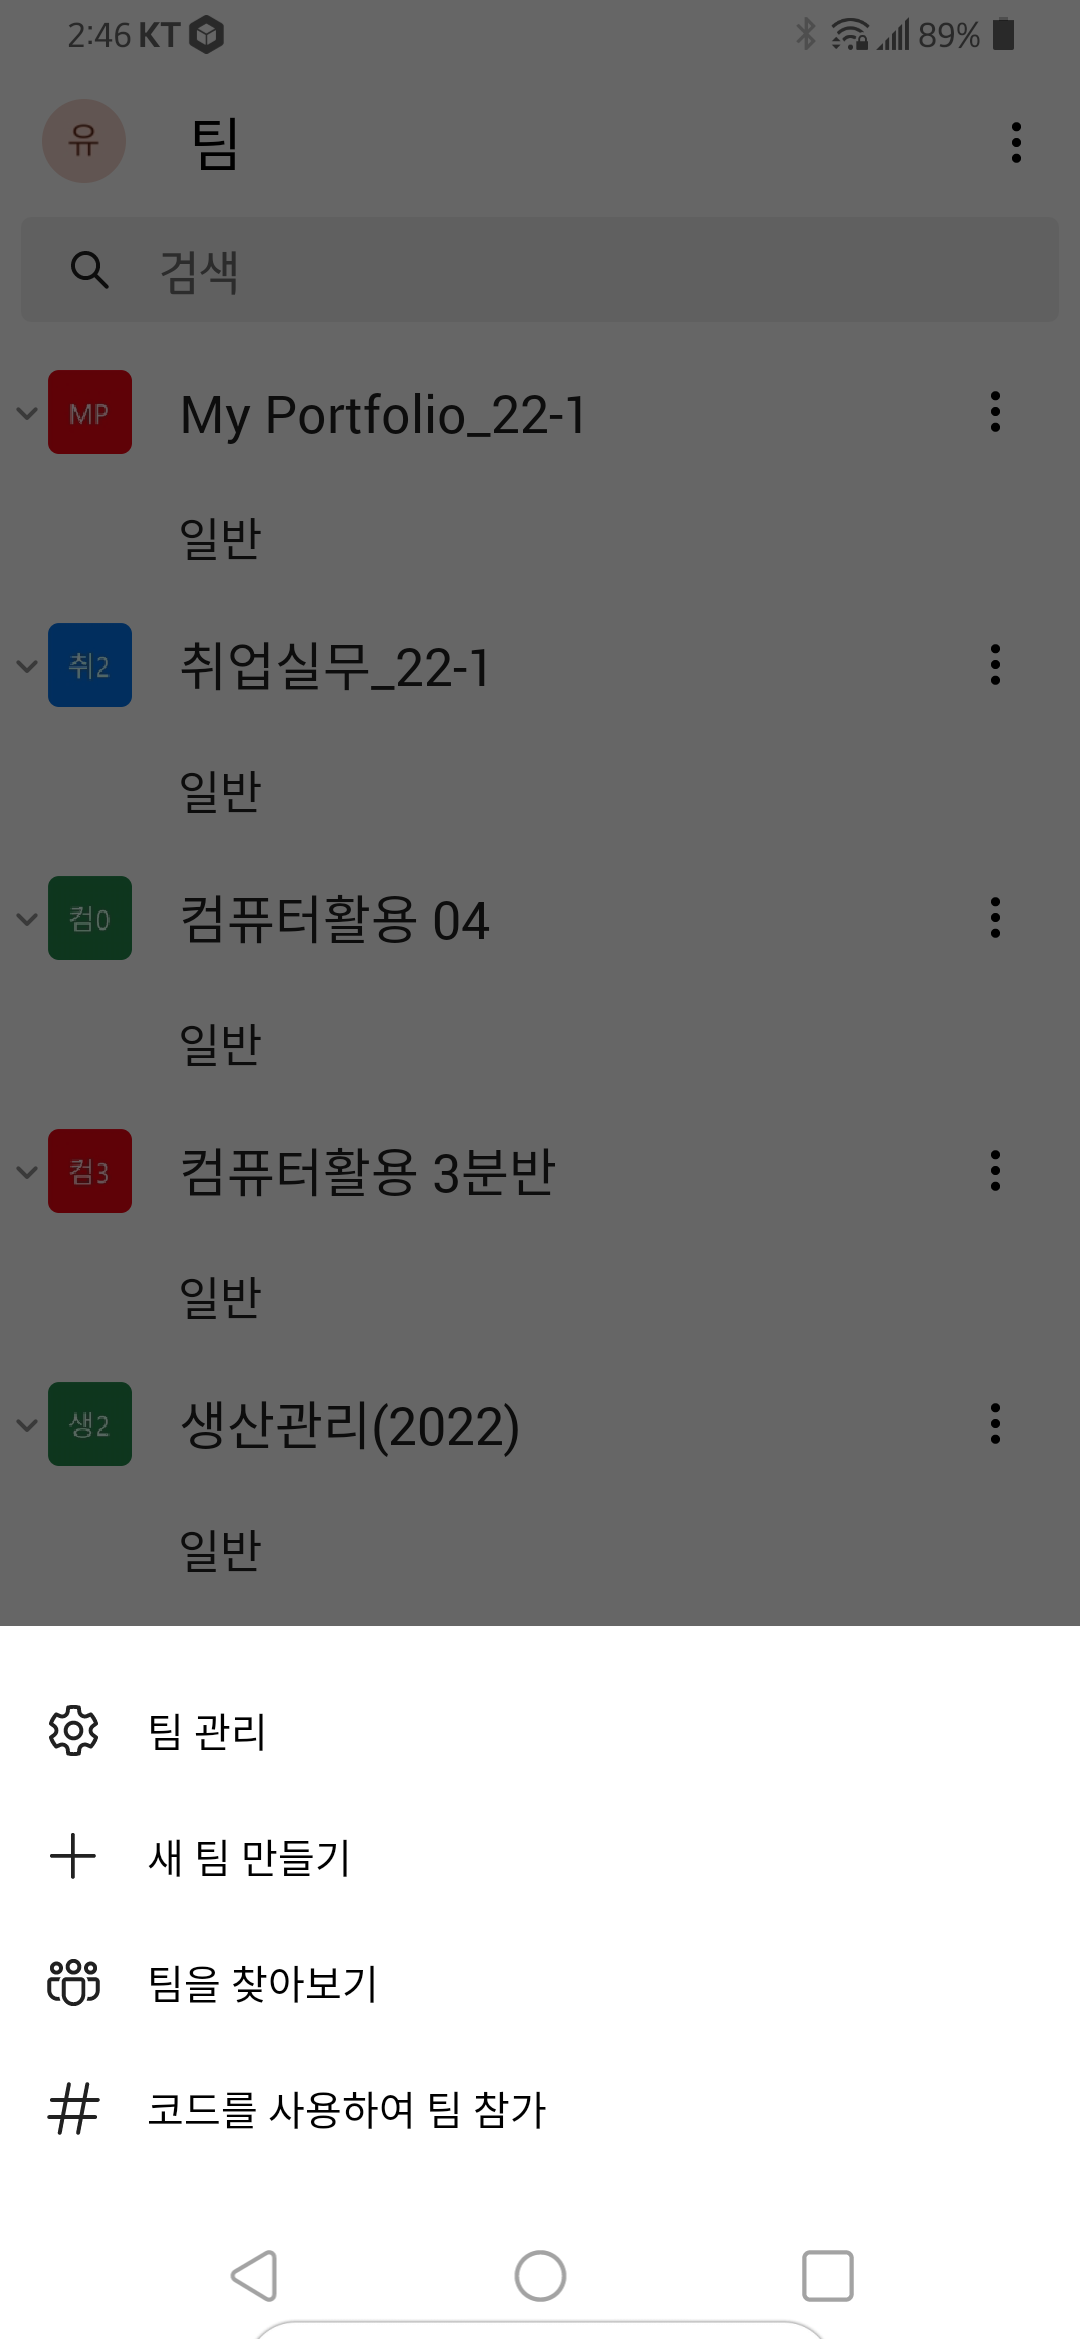 2:46 KT 89%
유 팀
검색
MP My Portfolio_22-1
일반
취2 취업실무_22-1
일반
컴0 컴퓨터활용 04
일반
컴3 컴퓨터활용 3분반
일반
생2 생산관리(2022)
일반
팀 관리
새 팀 만들기
팀을 찾아보기
코드를 사용하여 팀 참가